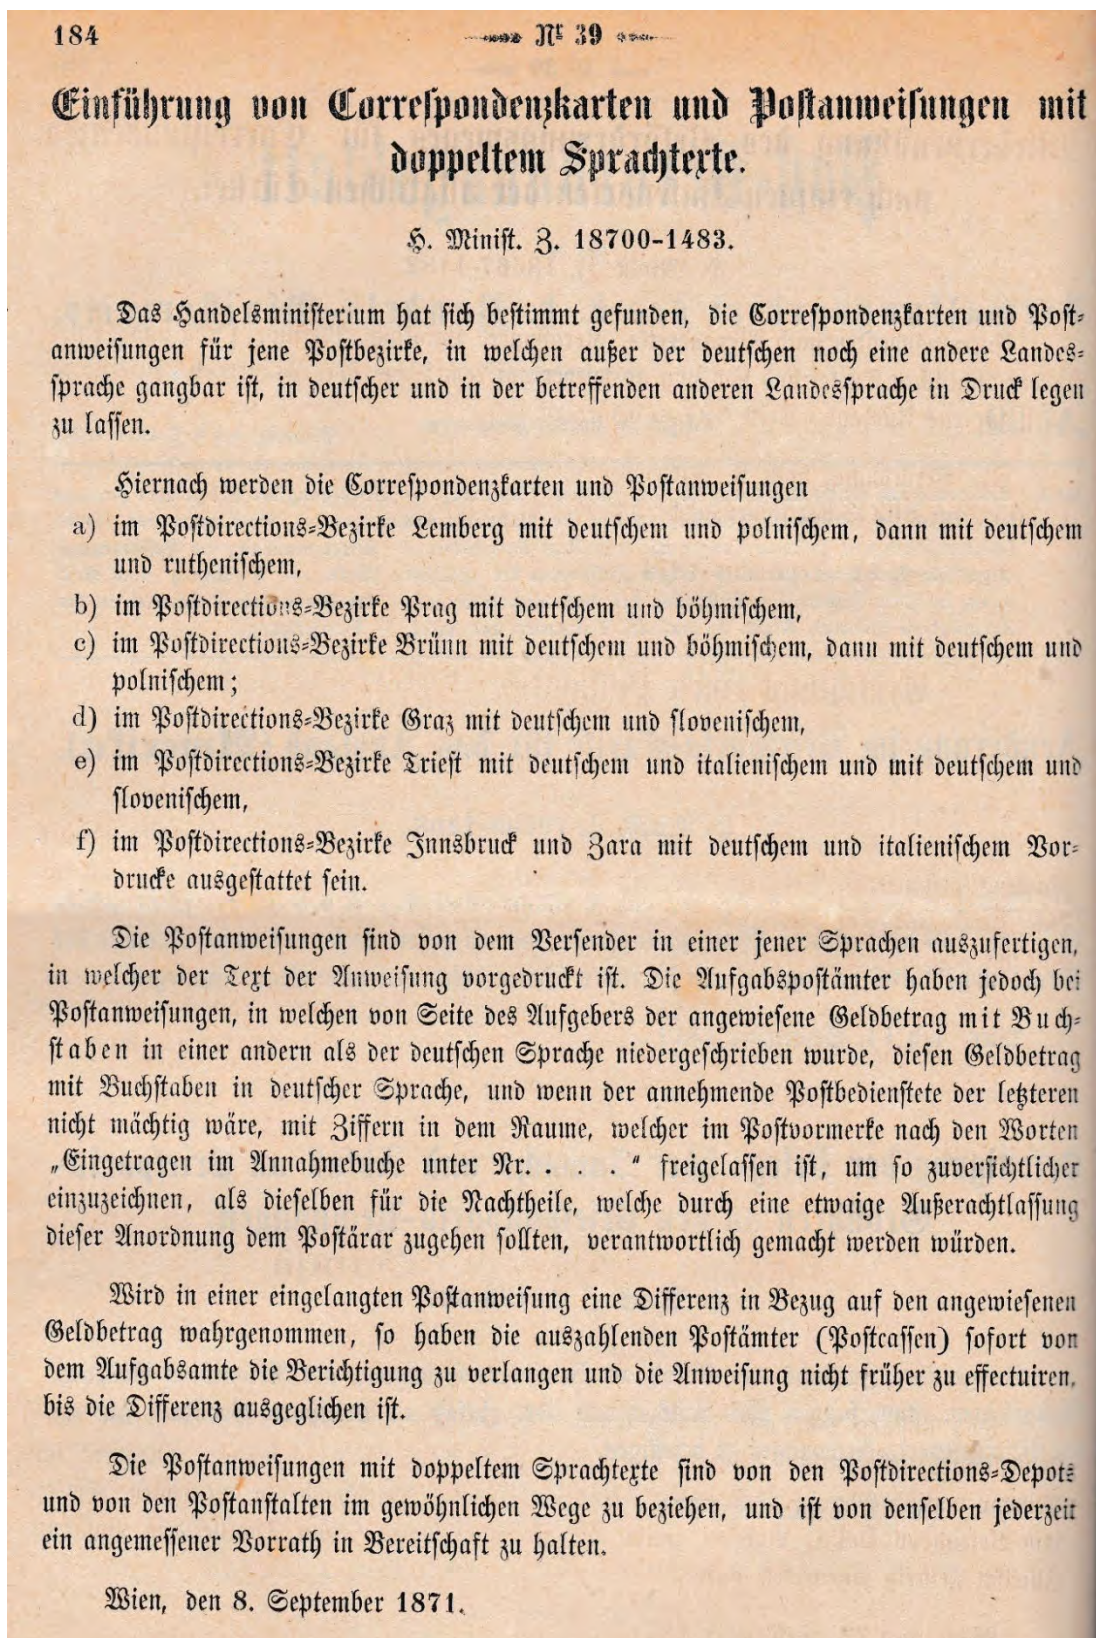 184
Nr 39
Einführung von Correspondenzkarten und Postanweisungen mit
doppeltem Sprachtexte.
H. Minist. Z. 18700-1483.
Das Handelsministerium hat sich bestimmt gefunden, die Correspondenzkarten und Post-
anweisungen für jene Postbezirke, in welchen außer der deutschen noch eine andere Landes-
sprache gangbar ist, in deutscher und in der betreffenden anderen Landessprache in Druck legen
zu lassen.
Hiernach werden die Correspondenzkarten und Postanweisungen
a) im Postdirections-Bezirke Lemberg mit deutschem und polnischem, dann mit deutschem
und ruthenischem,
b) im Postdirections-Bezirke Prag mit deutschem und böhmischem,
c) im Postdirections-Bezirke Brünn mit deutschem und böhmischem, dann mit deutschem und
polnischem;
d) im Postdirections-Bezirke Graz mit deutschem und slovenischem,
e) im Postdirections-Bezirke Triest mit deutschem und italienischem und mit deutschem und
slovenischem,
f) im Postdirections-Bezirke Innsbruck und Zara mit deutschem und italienischem Vor-
drucke ausgestattet sein.
Die Postanweisungen sind von dem Versender in einer jener Sprachen auszufertigen,
in welcher der Text der Anweisung vorgedruckt ist. Die Aufgabspostämter haben jedoch bei
Postanweisungen, in welchen von Seite des Aufgebers der angewiesene Geldbetrag mit Buch-
staben in einer andern als der deutschen Sprache niedergeschrieben wurde, diesen Geldbetrag
mit Buchstaben in deutscher Sprache, und wenn der annehmende Postbedienstete der letzteren
nicht mächtig wäre, mit Ziffern in dem Raume, welcher im Postvormerke nach den Worten
„Eingetragen im Annahmebuche unter Nr. . . . “ freigelassen ist, um so zuversichtlicher
einzuzeichnen, als dieselben für die Nachtheile, welche durch eine etwaige Außerachtlassung
dieser Anordnung dem Postärar zugehen sollten, verantwortlich gemacht werden würden.
Wird in einer eingelangten Postanweisung eine Differenz in Bezug auf den angewiesenen
Geldbetrag wahrgenommen, so haben die auszahlenden Postämter (Postcassen) sofort von
dem Aufgabsamte die Berichtigung zu verlangen und die Anweisung nicht früher zu effectuiren,
bis die Differenz ausgeglichen ist.
Die Postanweisungen mit doppeltem Sprachtexte sind von den Postdirections-Depots
und von den Postanstalten im gewöhnlichen Wege zu beziehen, und ist von denselben jederzeit
ein angemessener Vorrath in Bereitschaft zu halten.
Wien, den 8. September 1871.